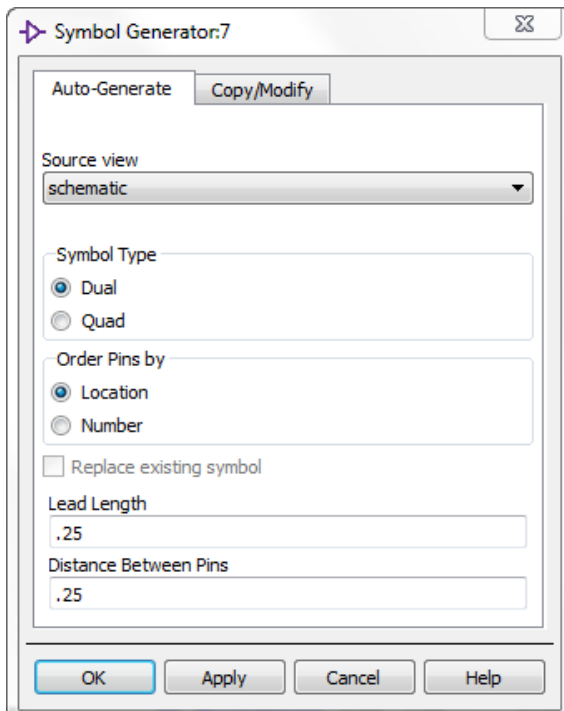 Symbol Generator:7
Auto-Generate Copy/Modify
Source view
schematic
Symbol Type
Dual
Quad
Order Pins by
Location
Number
Replace existing symbol
Lead Length
.25
Distance Between Pins
.25
OK Apply Cancel Help